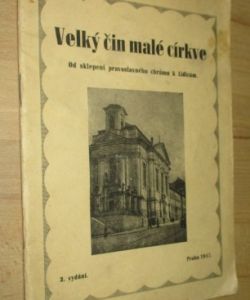 Velký čin malé církve
Od sklepení pravoslavného chrámu k Lidicím.
2. vydání.
Praha 1947.